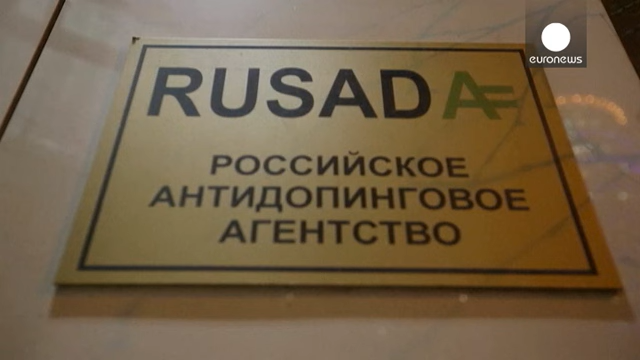 euronews
RUSADA
РОССИЙСКОЕ
АНТИДОПИНГОВОЕ
АГЕНТСТВО